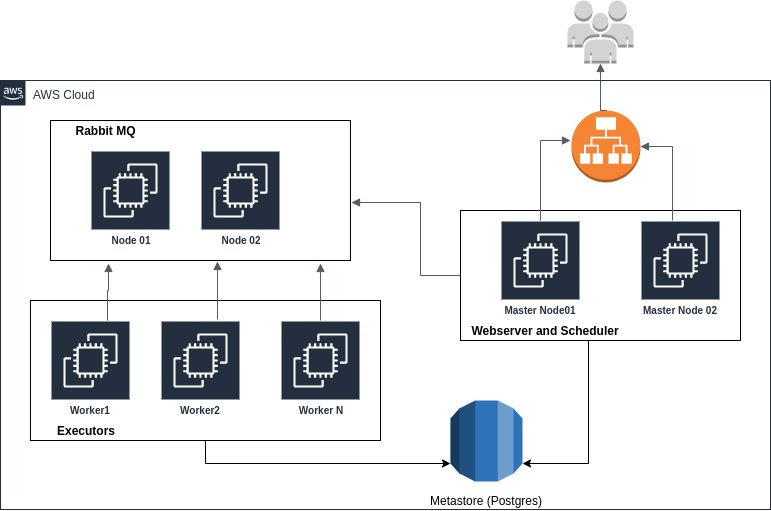 aws
AWS Cloud
Rabbit MQ
Node 01
Node 02
Master Node01
Master Node 02
Webserver and Scheduler
Worker1
Worker2
Worker N
Executors
Metastore (Postgres)